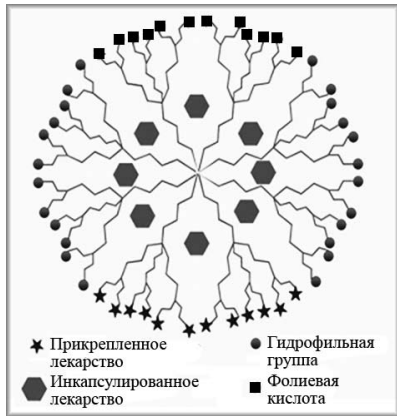 Прикрепленное
лекарство
Гидрофильная
группа
Инкапсулированное
лекарство
Фолиевая
кислота